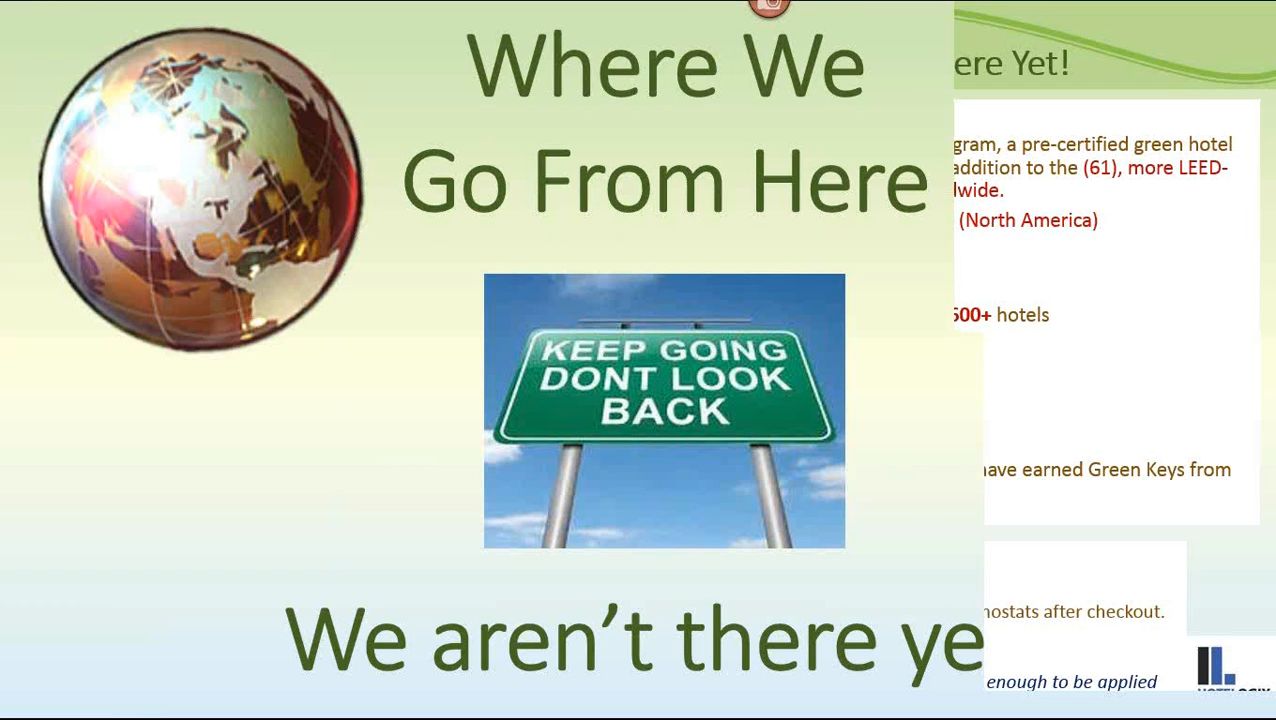 Where We
Go From Here
KEEP GOING
DONT LOOK
BACK
We aren't there ye
ere Yet!
gram, a pre-certified green hotel
addition to the (61), more LEED-
lwide.
(North America)
600+ hotels
have earned Green Keys from
nostats after checkout.
enough to be applied